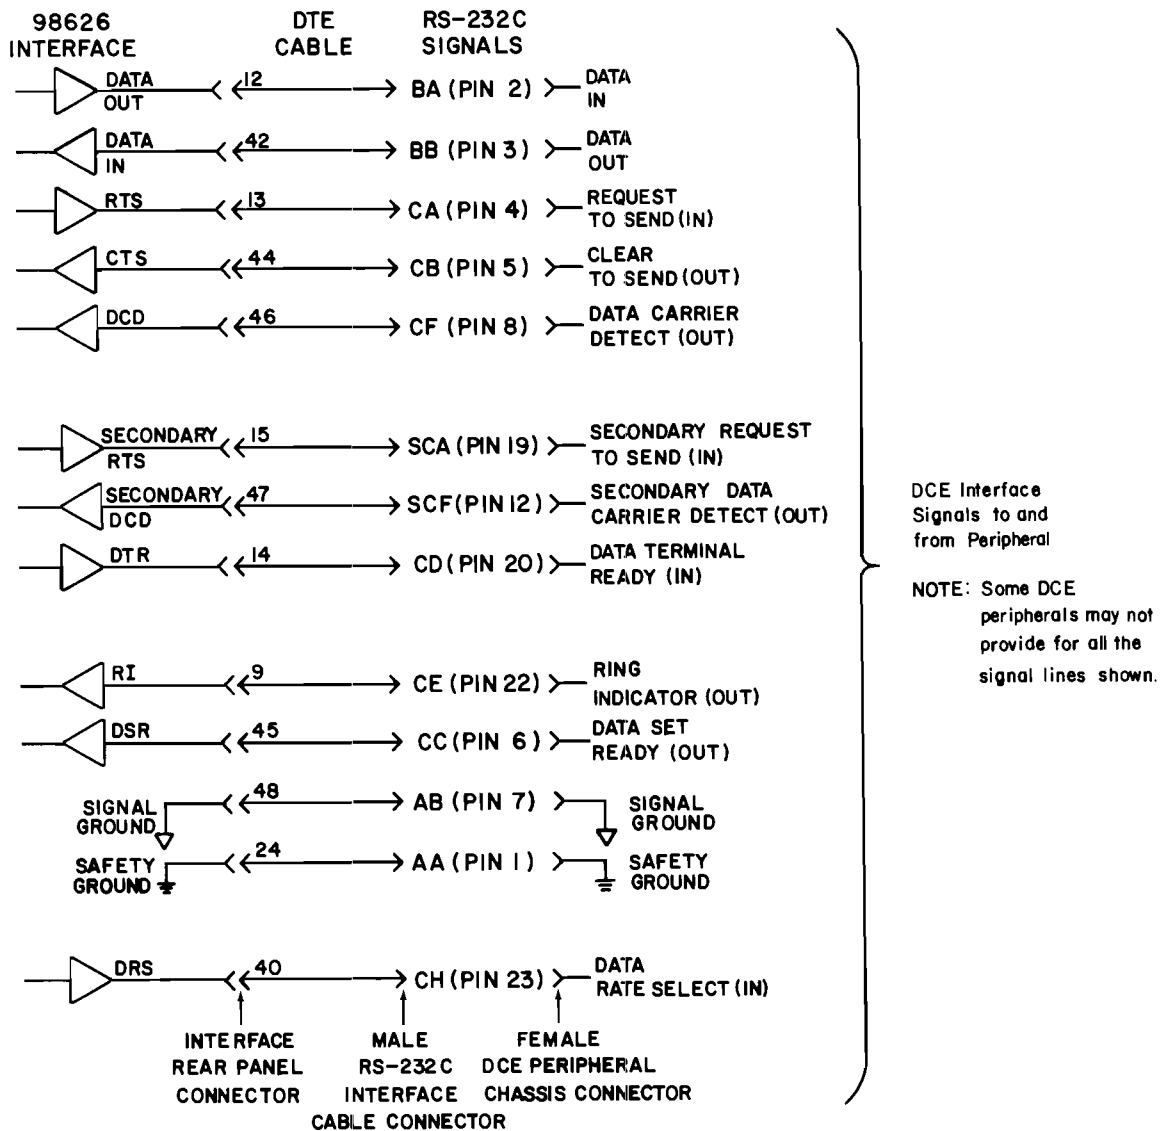 98626 INTERFACE
DTE CABLE
RS-232C SIGNALS
DATA OUT 12 BA (PIN 2) DATA IN
DATA IN 42 BB (PIN 3) DATA OUT
RTS 13 CA (PIN 4) REQUEST TO SEND (IN)
CTS 44 CB (PIN 5) CLEAR TO SEND (OUT)
DCD 46 CF (PIN 8) DATA CARRIER DETECT (OUT)
SECONDARY RTS 15 SCA (PIN 19) SECONDARY REQUEST TO SEND (IN)
SECONDARY DCD 47 SCF (PIN 12) SECONDARY DATA CARRIER DETECT (OUT)
DTR 14 CD (PIN 20) DATA TERMINAL READY (IN)
RI 9 CE (PIN 22) RING INDICATOR (OUT)
DSR 45 CC (PIN 6) DATA SET READY (OUT)
SIGNAL GROUND 48 AB (PIN 7) SIGNAL GROUND
SAFETY GROUND 24 AA (PIN 1) SAFETY GROUND
DRS 40 CH (PIN 23) DATA RATE SELECT (IN)
INTERFACE REAR PANEL CONNECTOR
MALE RS-232C INTERFACE CABLE CONNECTOR
FEMALE DCE PERIPHERAL CHASSIS CONNECTOR
DCE Interface
Signals to and
from Peripheral
NOTE: Some DCE
peripherals may not
provide for all the
signal lines shown.